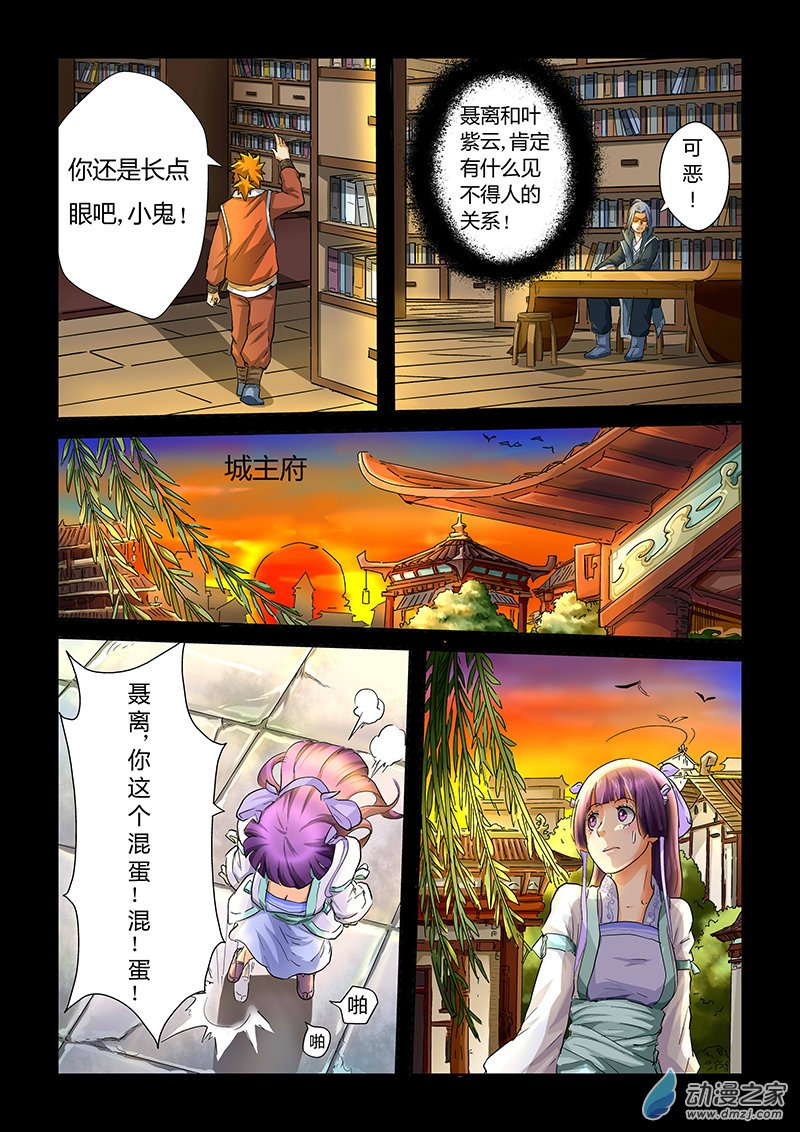 你还是长点
眼吧，小鬼！
聂离和叶
紫云，肯定
有什么见
不得人的
关系！
可
恶
！
城主府
聂离，你这个混蛋！混！蛋！
啪
啪
动漫之家
www.dmzj.com